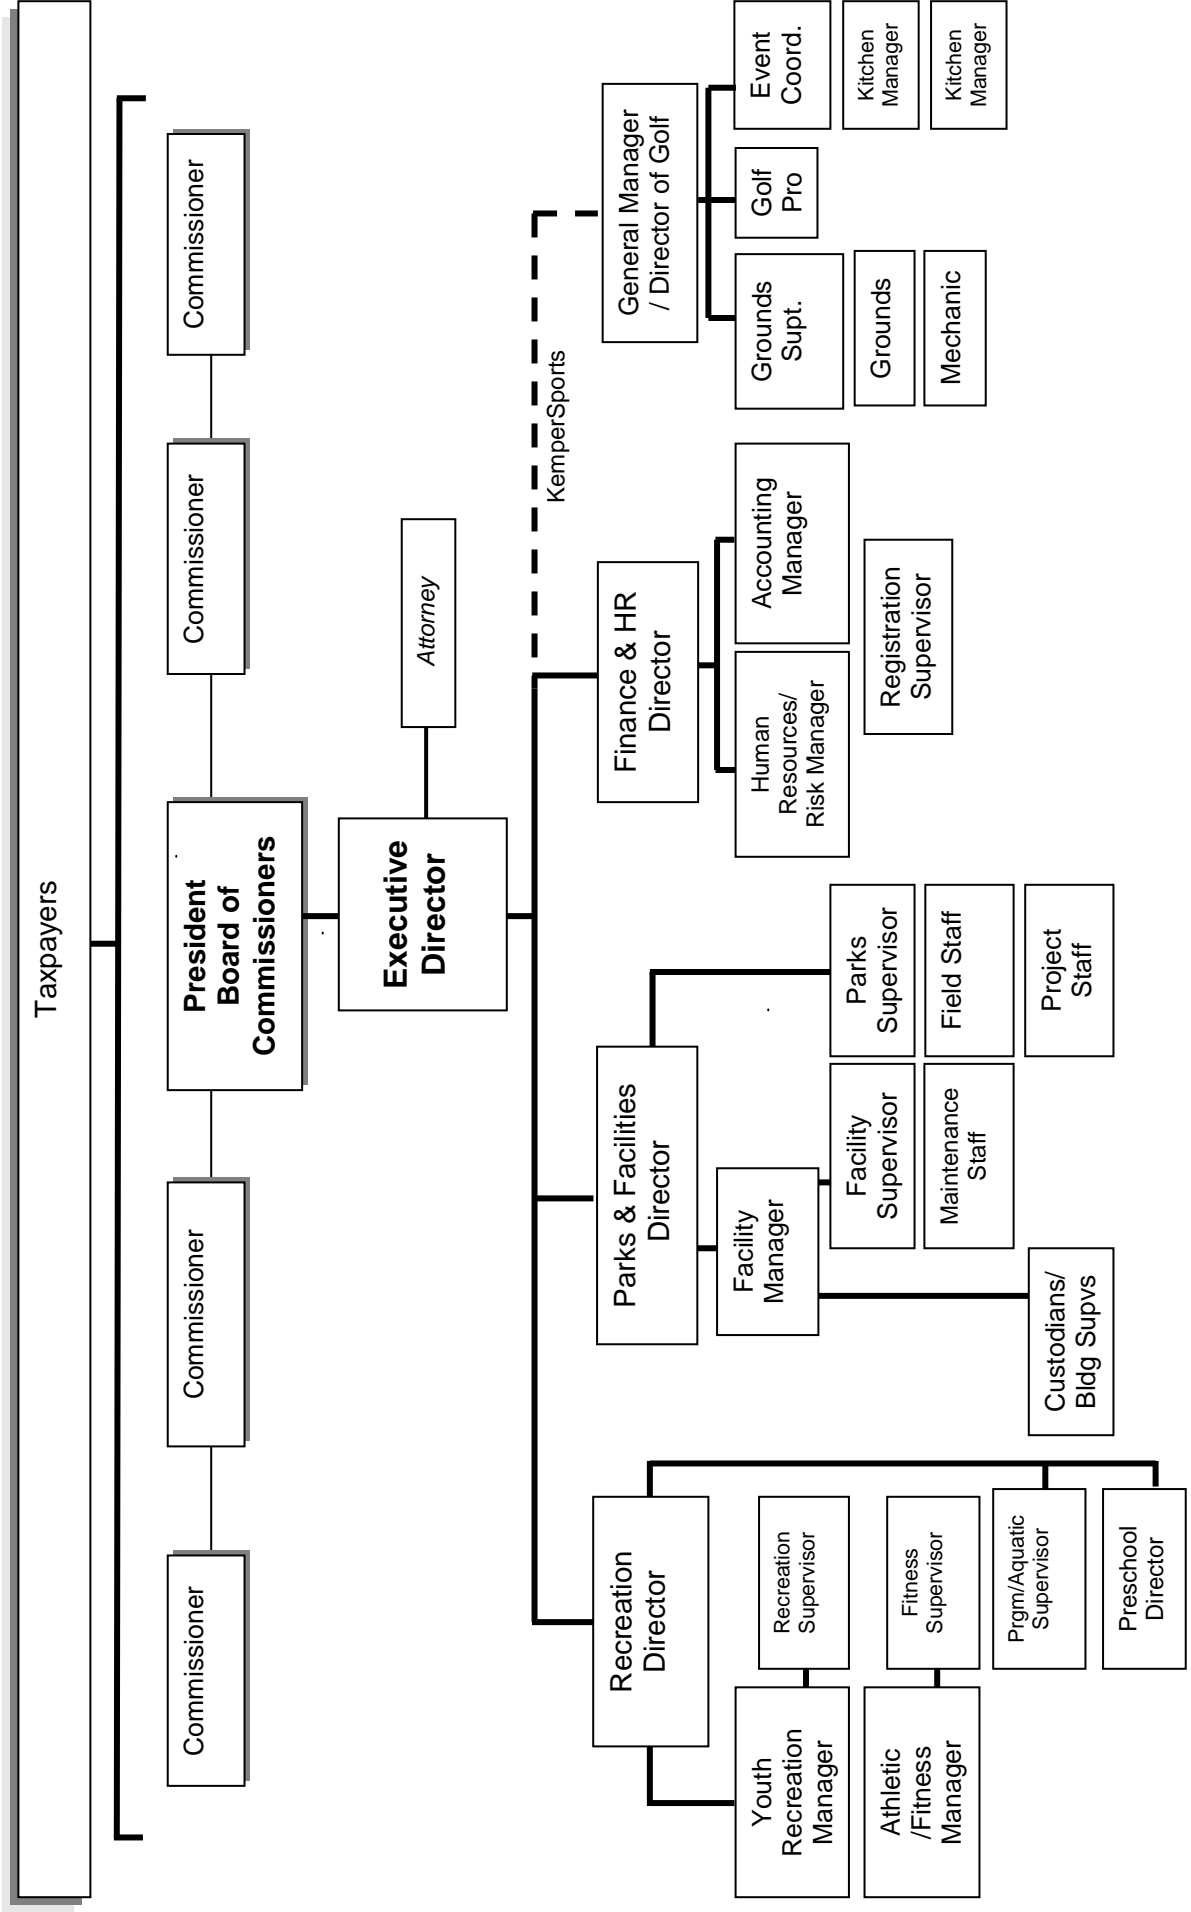 Taxpayers
Commissioner
Commissioner
President
Board of
Commissioners
Commissioner
Commissioner
Executive
Director
Attorney
KemperSports
Recreation
Director
Parks & Facilities
Director
Finance & HR
Director
General Manager
/ Director of Golf
Youth
Recreation
Manager
Recreation
Supervisor
Athletic
/Fitness
Manager
Fitness
Supervisor
Prgm/Aquatic
Supervisor
Preschool
Director
Facility
Manager
Facility
Supervisor
Maintenance
Staff
Custodians/
Bldg Supvs
Parks
Supervisor
Field Staff
Project
Staff
Human
Resources/
Risk Manager
Accounting
Manager
Registration
Supervisor
Grounds
Supt.
Grounds
Mechanic
Golf
Pro
Event
Coord.
Kitchen
Manager
Kitchen
Manager